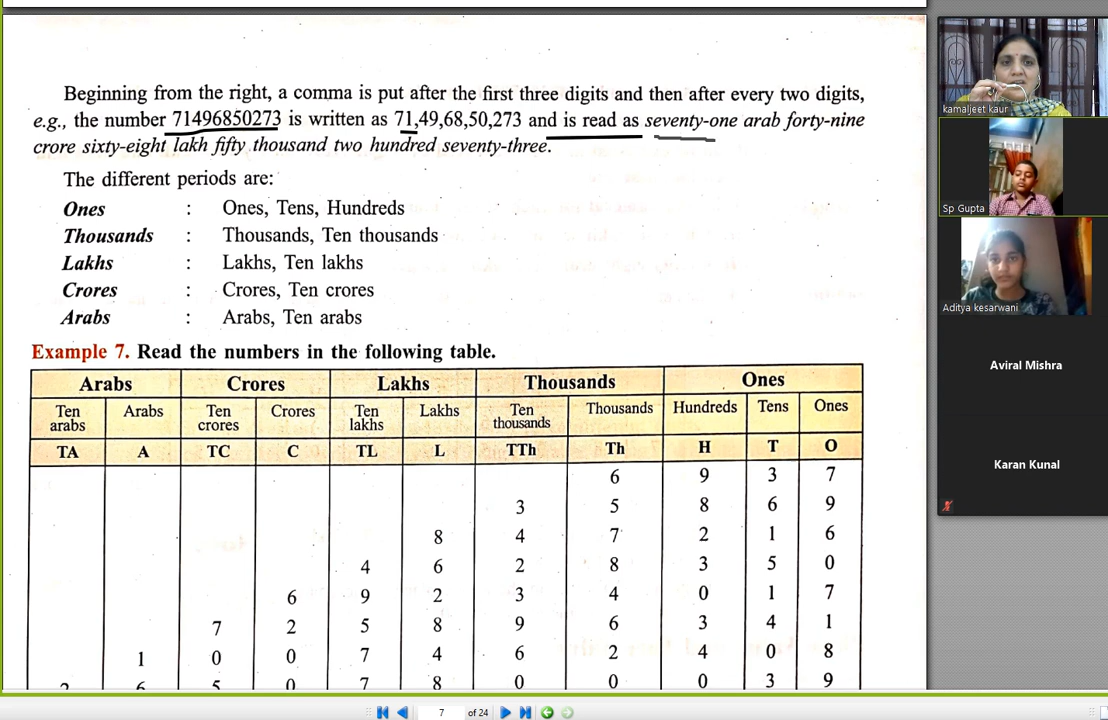 Beginning from the right, a comma is put after the first three digits and then after every two digits,
e.g., the number 71496850273 is written as 71,49,68,50,273 and is read as seventy-one arab forty-nine
crore sixty-eight lakh fifty thousand two hundred seventy-three.
The different periods are:
Ones : Ones, Tens, Hundreds
Thousands : Thousands, Ten thousands
Lakhs : Lakhs, Ten lakhs
Crores : Crores, Ten crores
Arabs : Arabs, Ten arabs
Example 7. Read the numbers in the following table.
Arabs Crores Lakhs Thousands Ones
Ten arabs Arabs Ten crores Crores Ten lakhs Lakhs Ten thousands Thousands Hundreds Tens Ones
TA A TC C TL L TTh Th H T O
6 9 3 7
3 5 8 6 9
8 4 7 2 1 6
4 6 2 8 3 5 0
6 9 2 3 4 0 1 7
7 2 5 8 9 6 3 4 1
1 0 0 7 4 6 2 4 0 8
6 5 0 7 8 0 0 0 3 9
kamaljeet kaur
Sp Gupta
Aditya kesarwani
Aviral Mishra
Karan Kunal
7 of 24